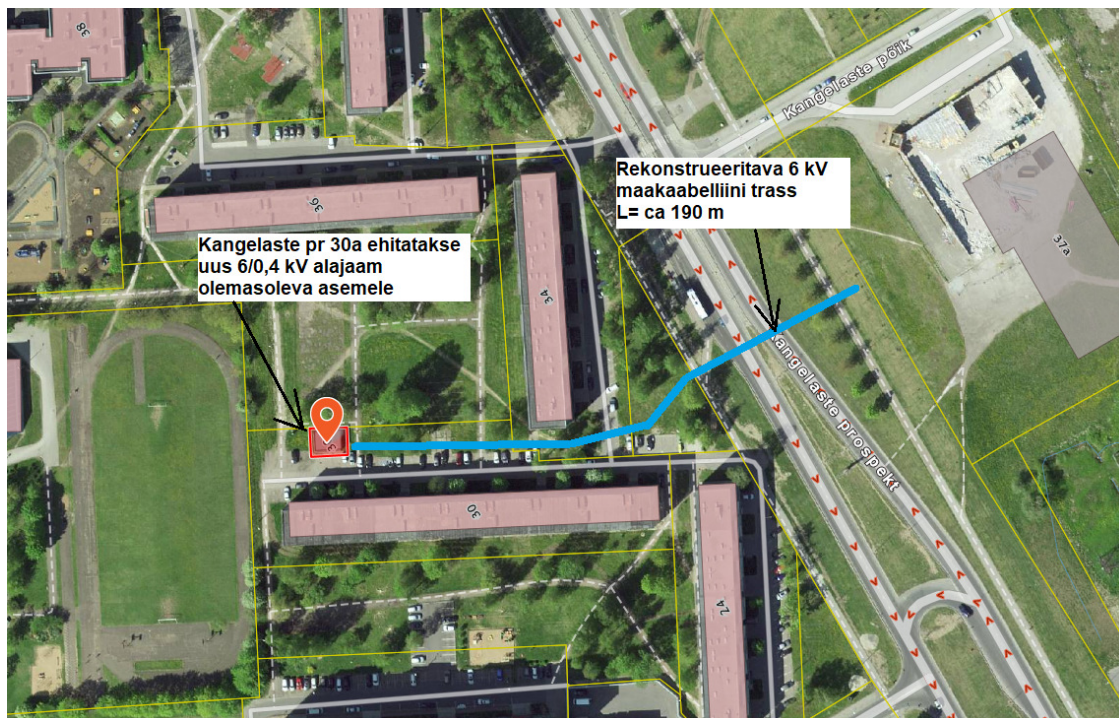 38
Kangelaste põik
Rekonstrueeritava 6 kV
maakaabelliini trass
L= ca 190 m
36
37a
Kangelaste pr 30a ehitatakse
uus 6/0,4 kV alajaam
olemasoleva asemele
34
Kangelaste prospekt
30
24